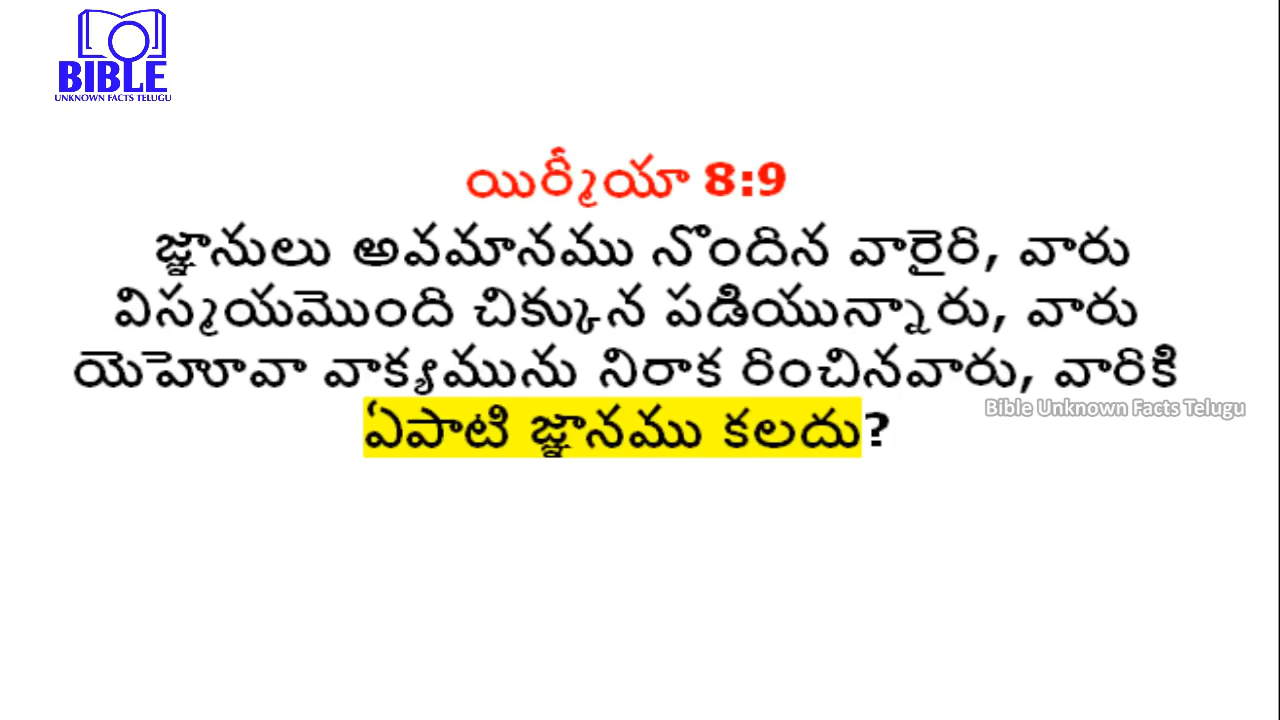 BIBLE
UNKNOWN FACTS TELUGU
యిర్మీయా 8:9
జ్ఞానులు అవమానము నొందిన వారైరి, వారు
విస్మయమొంది చిక్కున పడియున్నారు, వారు
యెహెూవా వాక్యమును నిరాక రించినవారు, వారికి
Bible Unknown Facts Telugu
ఏపాటి జ్ఞానము కలదు?